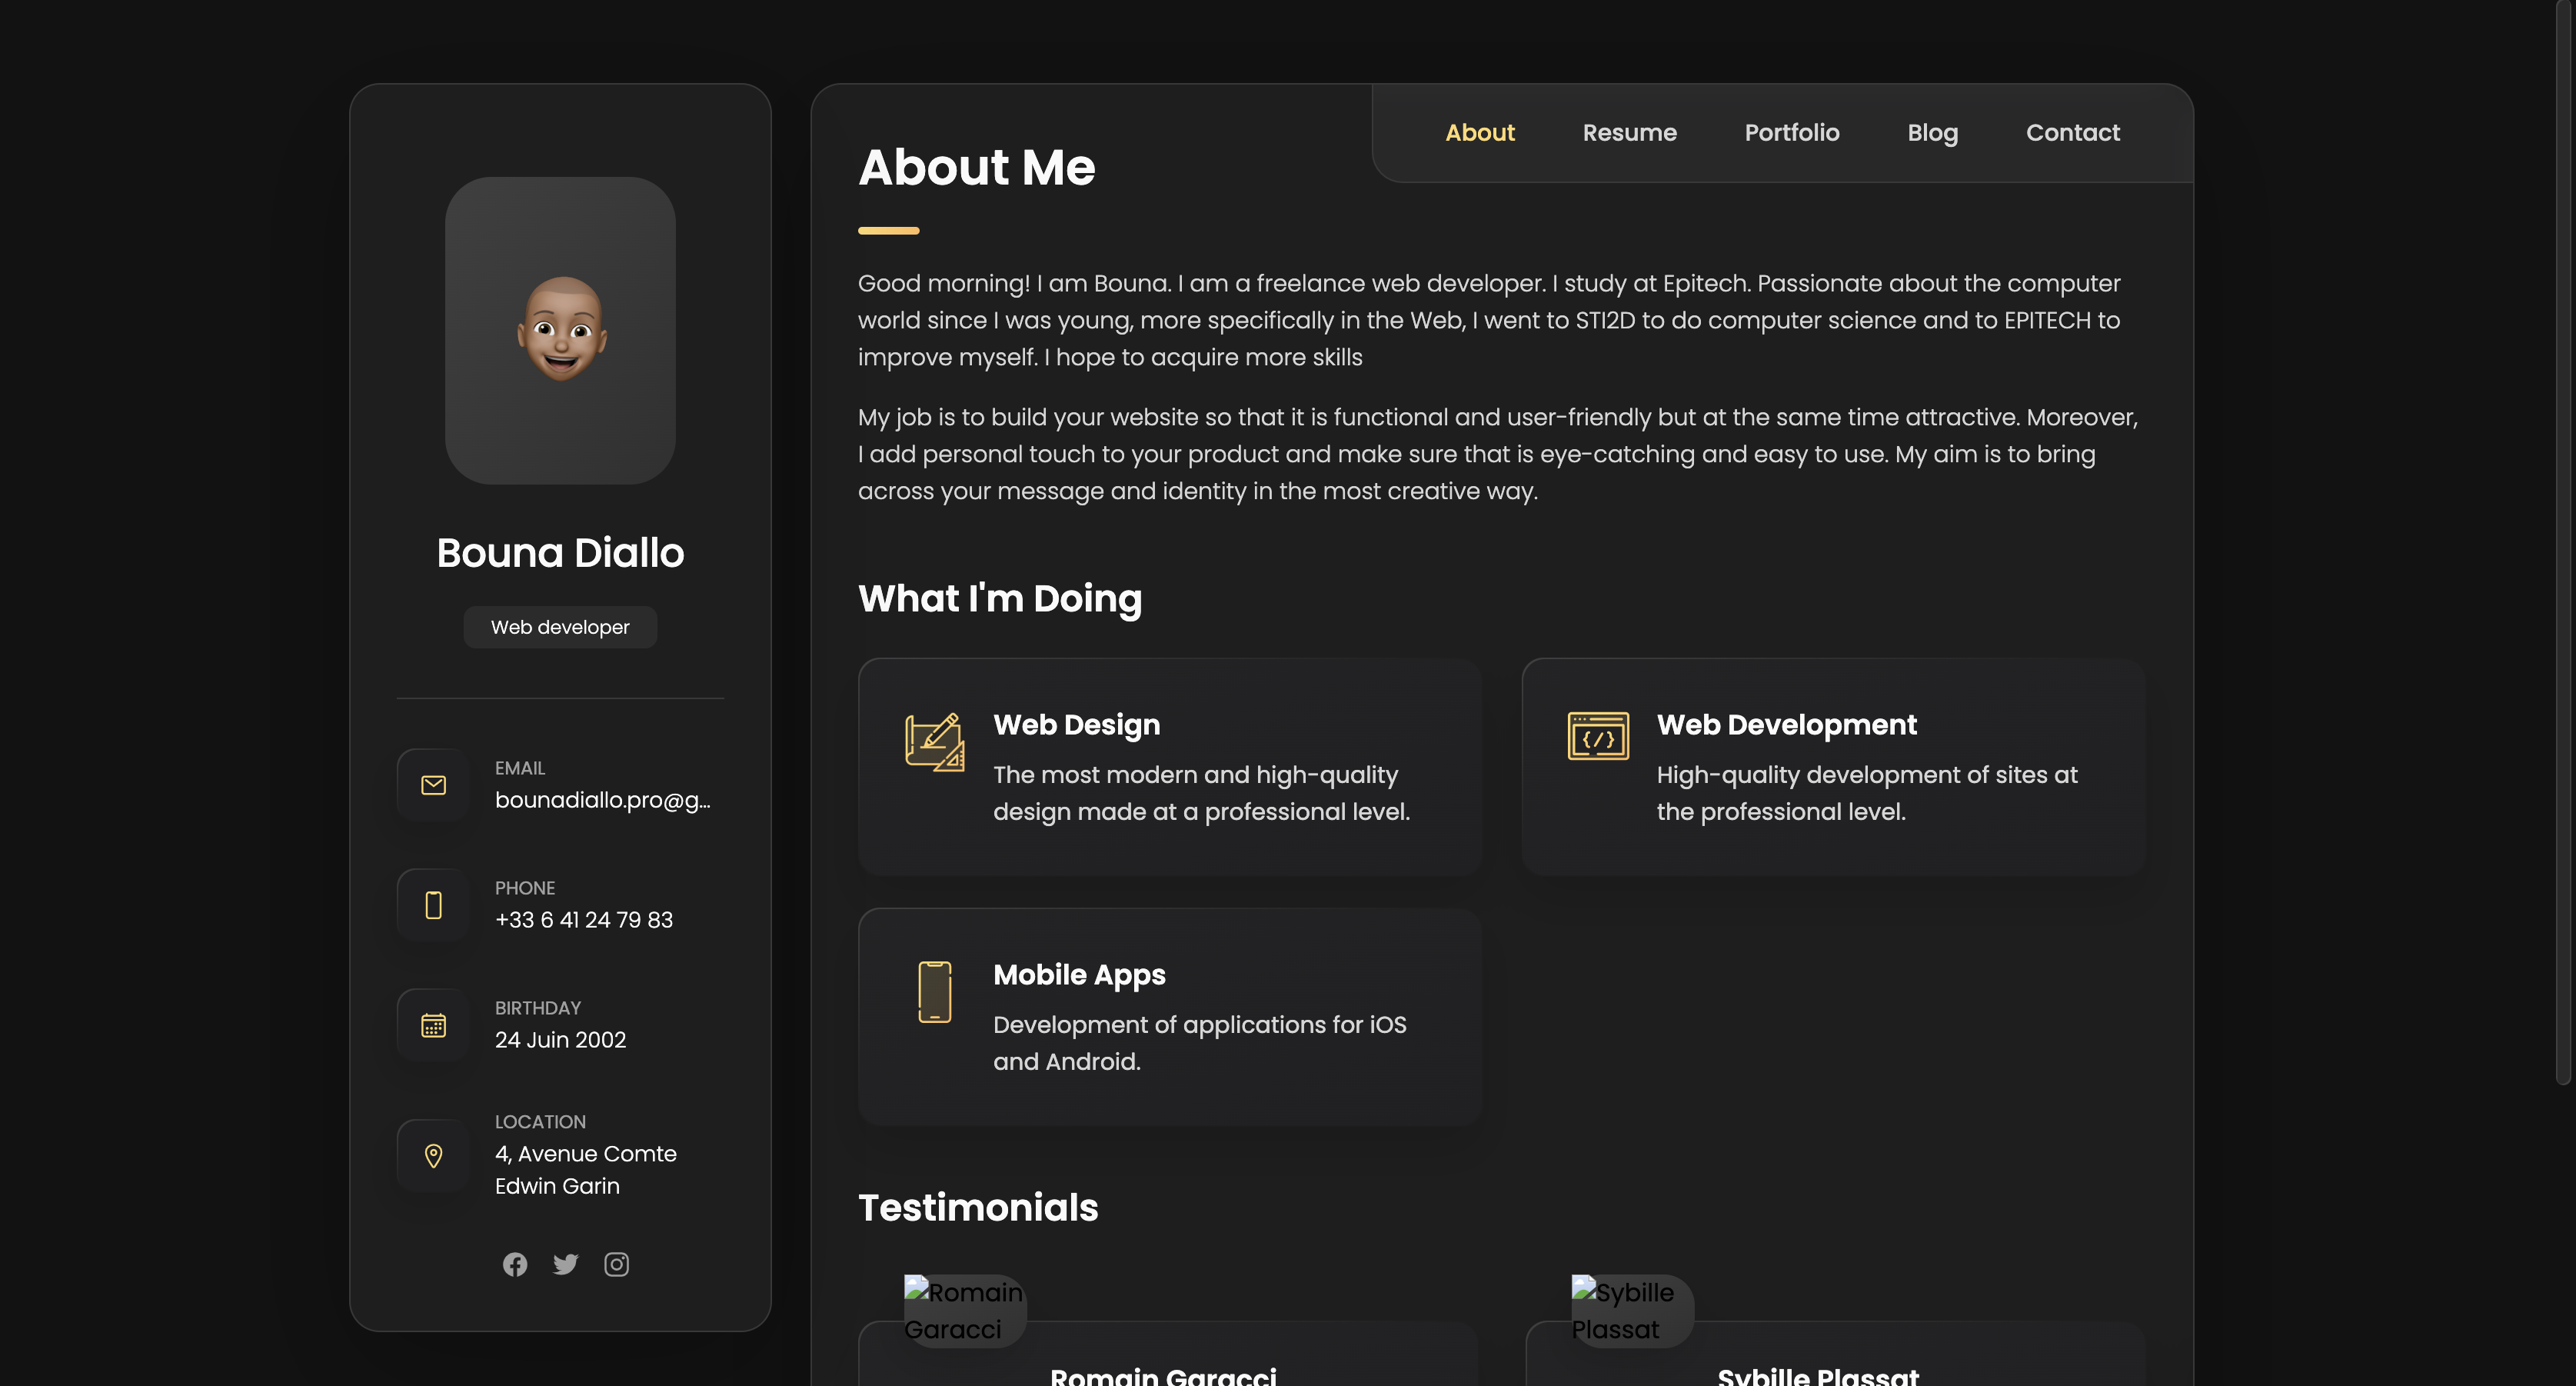 Bouna Diallo
Web developer
EMAIL
bounadiallo.pro@g...
PHONE
+33 6 41 24 79 83
BIRTHDAY
24 Juin 2002
LOCATION
4, Avenue Comte
Edwin Garin
About
Resume
Portfolio
Blog
Contact
About Me
Good morning! I am Bouna. I am a freelance web developer. I study at Epitech. Passionate about the computer
world since I was young, more specifically in the Web, I went to STI2D to do computer science and to EPITECH to
improve myself. I hope to acquire more skills
My job is to build your website so that it is functional and user-friendly but at the same time attractive. Moreover,
I add personal touch to your product and make sure that is eye-catching and easy to use. My aim is to bring
across your message and identity in the most creative way.
What I'm Doing
Web Design
The most modern and high-quality
design made at a professional level.
Web Development
High-quality development of sites at
the professional level.
Mobile Apps
Development of applications for iOS
and Android.
Testimonials
Romain
Garacci
Romain Garacci
Sybille
Plassat
Sybille Plassat